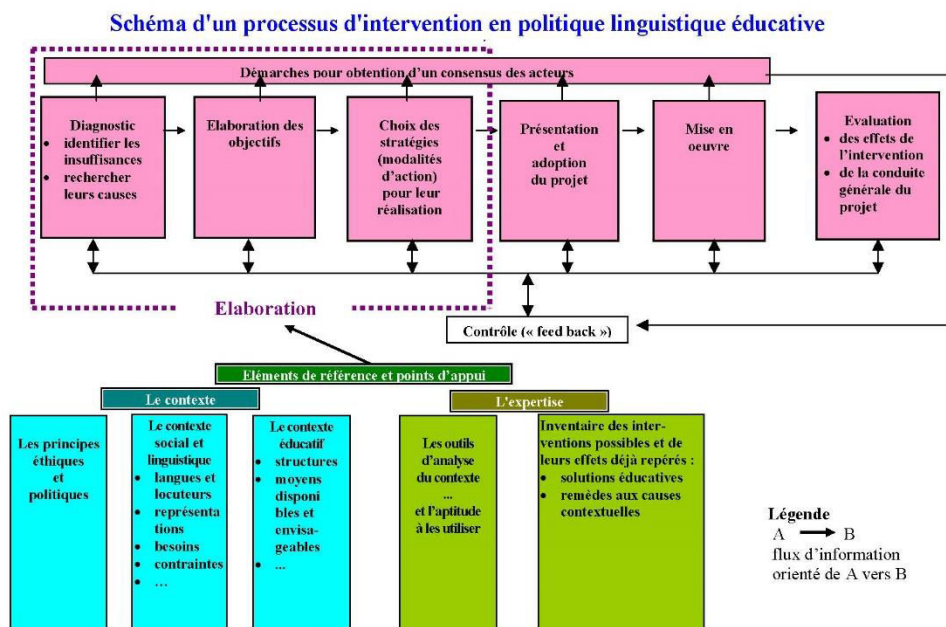 Schéma d'un processus d'intervention en politique linguistique éducative
Démarches pour obtention d'un consensus des acteurs
Diagnostic
• identifier les
insuffisances
• rechercher
leurs causes
Elaboration des
objectifs
Choix des
stratégies
(modalités
d'action)
pour leur
réalisation
Présentation
et
adoption
du projet
Mise en
oeuvre
Evaluation
• des effets de
l'intervention
• de la conduite
générale du
projet
Elaboration
Contrôle (« feed back »)
Eléments de référence et points d'appui
Le contexte
L'expertise
Les principes
éthiques
et
politiques
Le contexte
social et
linguistique
• langues et
locuteurs
• représenta
tions
• besoins
• contraintes
• …
Le contexte
éducatif
• structures
• moyens
disponi
bles et
envisa-
geables
• ...
Les outils
d'analyse
du contexte
...
et l'aptitude
à les utiliser
Inventaire des inter-
ventions possibles et de
leurs effets déjà repérés :
• solutions éducatives
• remèdes aux causes
contextuelles
Légende
A → B
flux d'information
orienté de A vers B